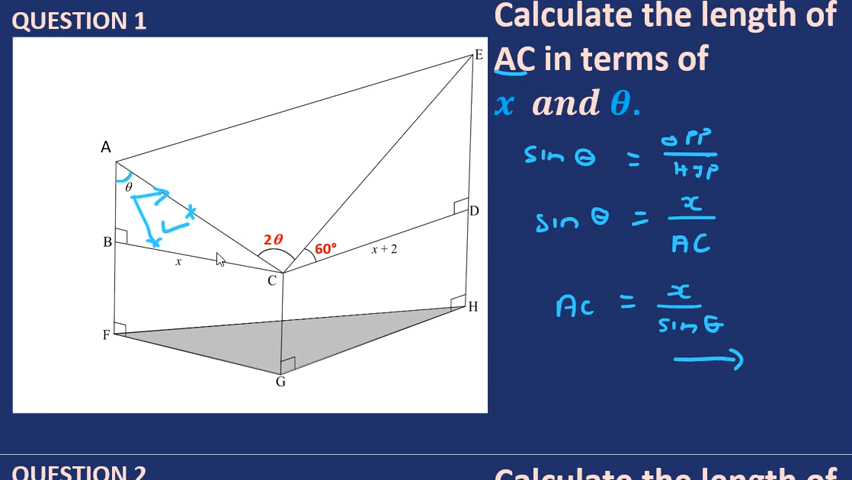 QUESTION 1
Calculate the length of
AC in terms of
x and θ.
E
A
θ
B
x
C
2θ
60°
x + 2
D
F
H
G
sin θ = OPP
HYP
sin θ = x
AC
AC = x
sin θ
QUESTION 2
Calculate the length of